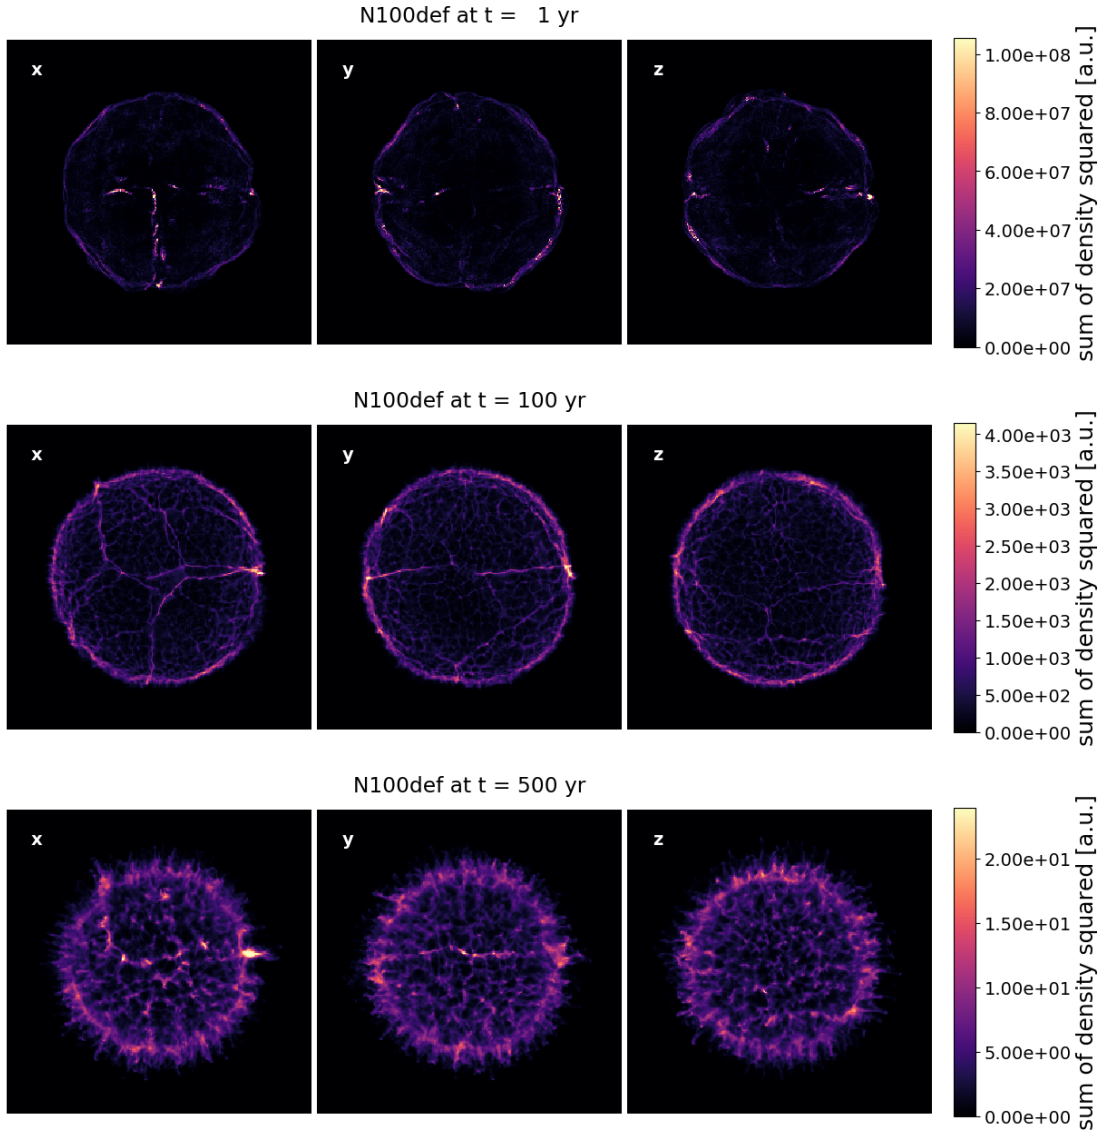 N100def at t =   1 yr
x
y
z
1.00e+08
8.00e+07
6.00e+07
4.00e+07
2.00e+07
0.00e+00
sum of density squared [a.u.]
N100def at t = 100 yr
x
y
z
4.00e+03
3.50e+03
3.00e+03
2.50e+03
2.00e+03
1.50e+03
1.00e+03
5.00e+02
0.00e+00
sum of density squared [a.u.]
N100def at t = 500 yr
x
y
z
2.00e+01
1.50e+01
1.00e+01
5.00e+00
0.00e+00
sum of density squared [a.u.]